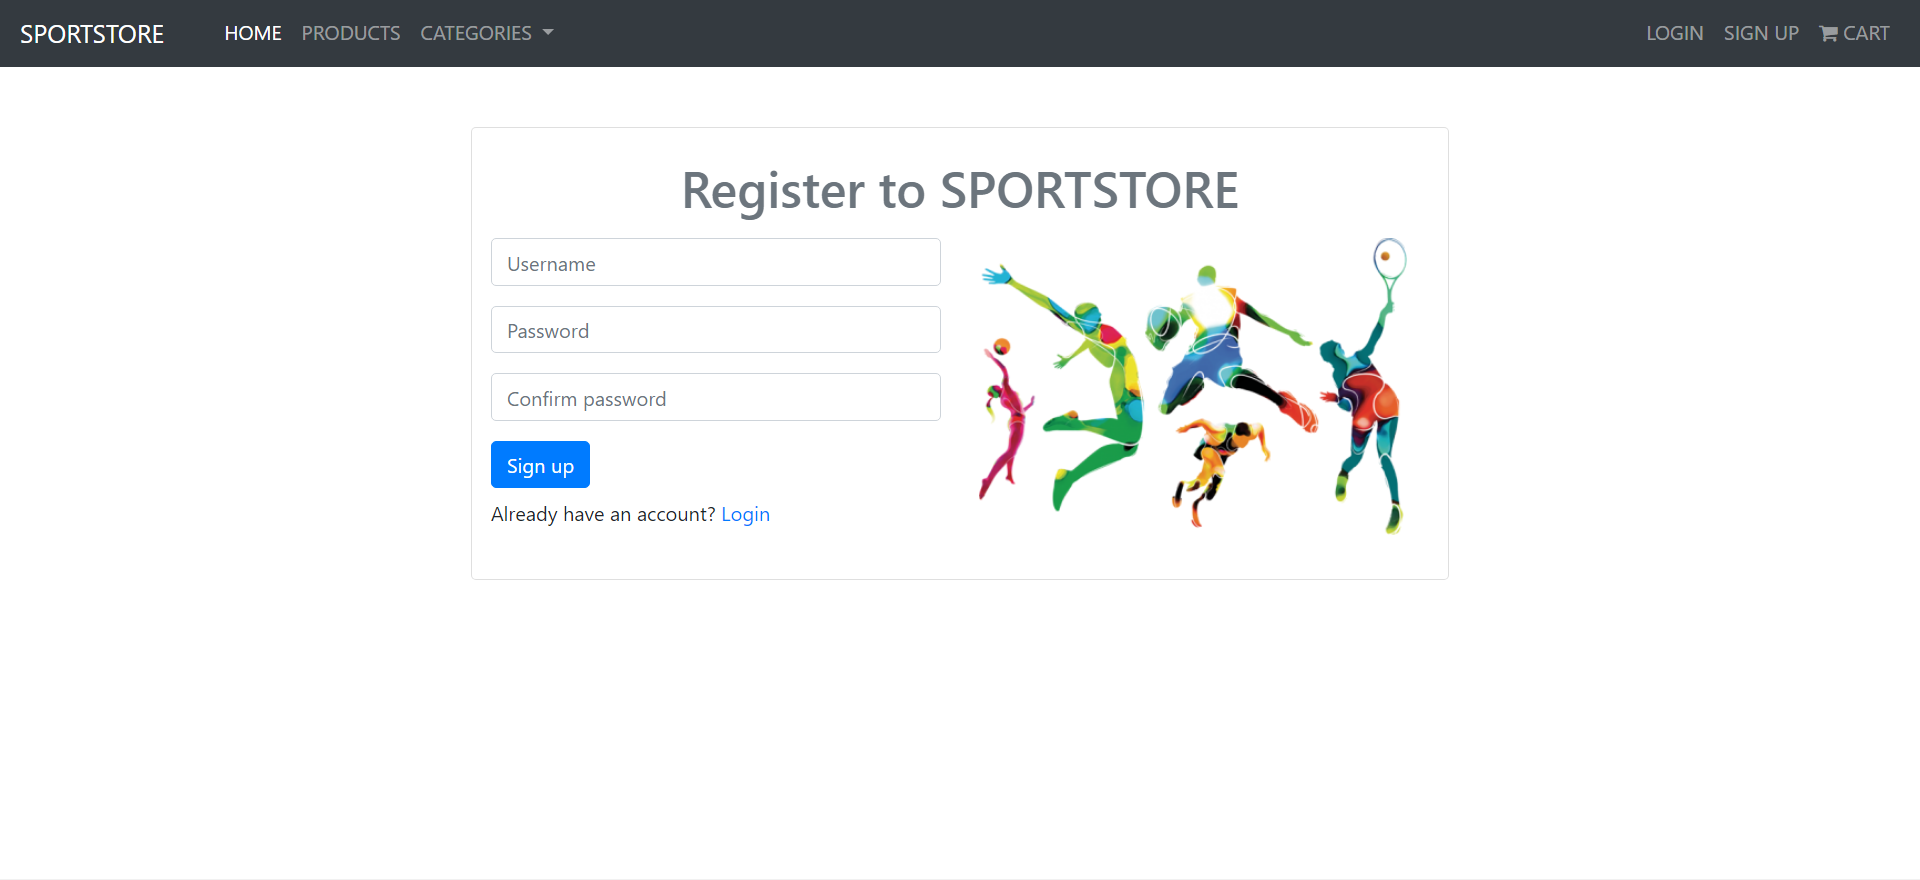 SPORTSTORE HOME PRODUCTS CATEGORIES LOGIN SIGN UP CART
Register to SPORTSTORE
Username
Password
Confirm password
Sign up
Already have an account? Login